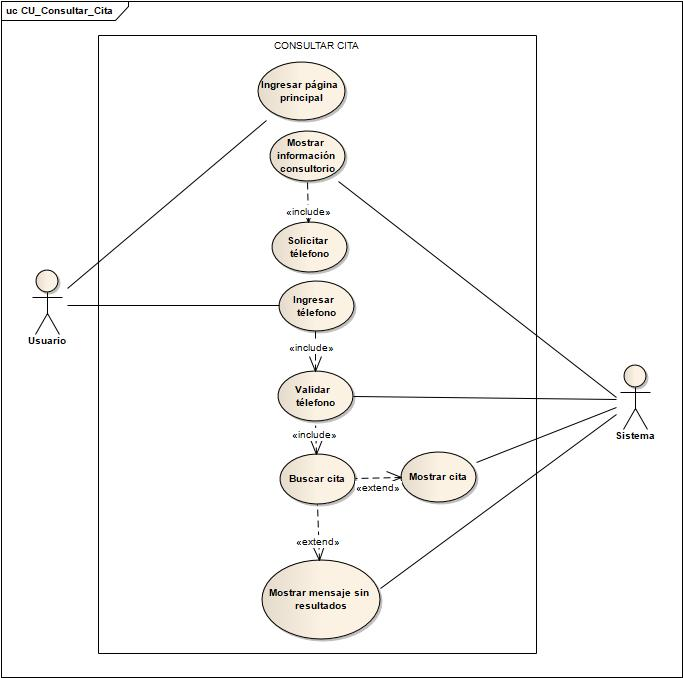 uc CU_Consultar_Cita
CONSULTAR CITA
Ingresar página
principal
Mostrar
información
consultorio
«include»
Solicitar
télefono
Ingresar
télefono
«include»
Usuario
Validar
télefono
Sistema
«include»
Buscar cita
Mostrar cita
«extend»
«extend»
Mostrar mensaje sin
resultados